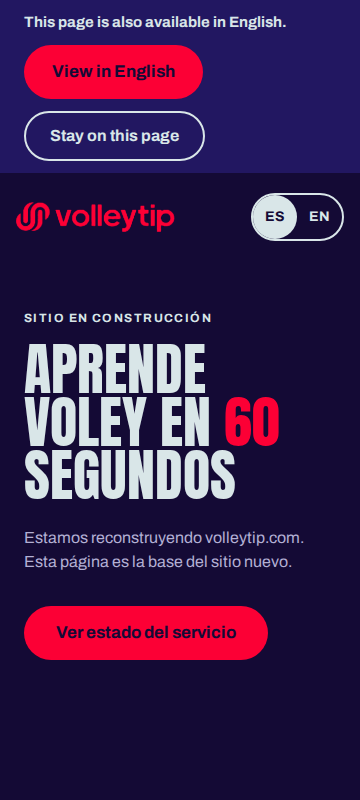 This page is also available in English.
View in English
Stay on this page
volleytip
ES EN
SITIO EN CONSTRUCCIÓN
APRENDE
VOLEY EN 60
SEGUNDOS
Estamos reconstruyendo volleytip.com.
Esta página es la base del sitio nuevo.
Ver estado del servicio